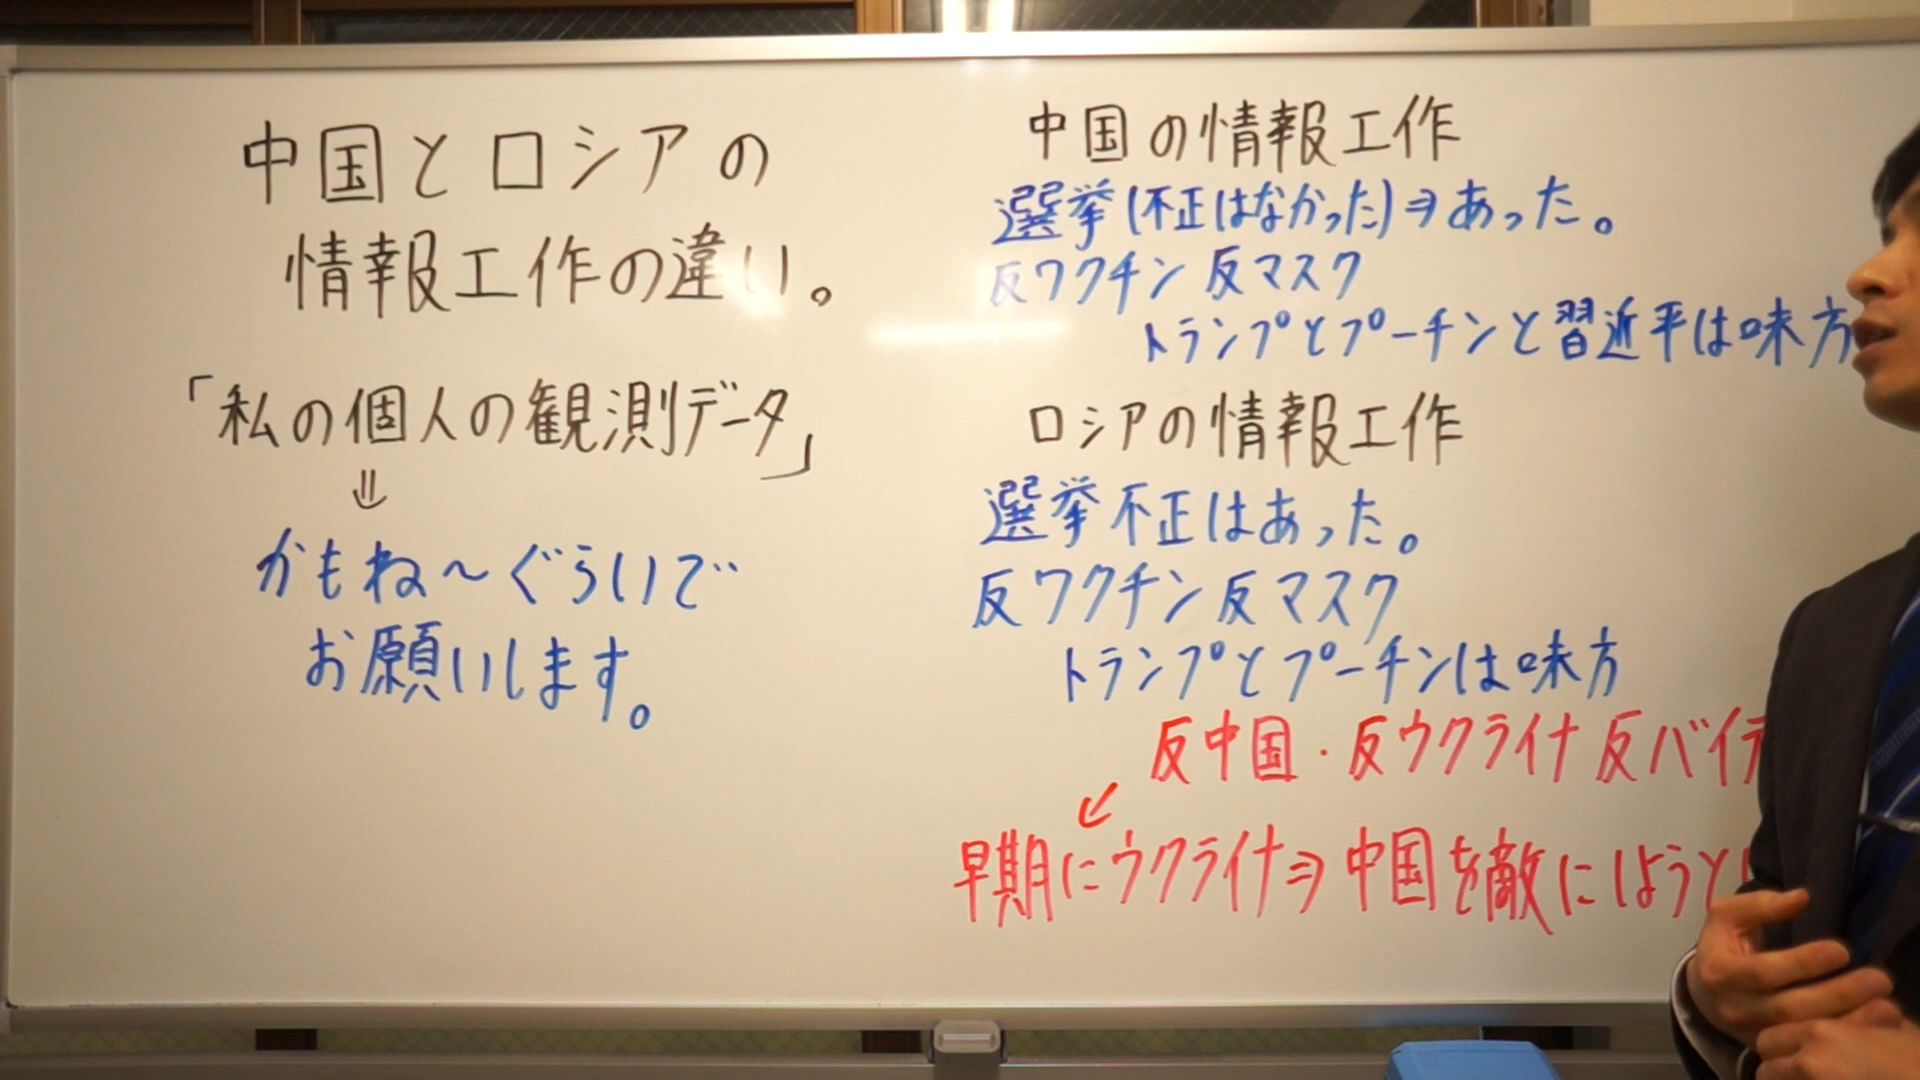 中国とロシアの
情報工作の違い。
「私の個人の観測データ」
⇓
かもね〜ぐらいで
お願いします。
中国の情報工作
選挙(不正はなかった)⇒あった。
反ワクチン 反マスク
トランプとプーチンと習近平は味方
ロシアの情報工作
選挙不正はあった。
反ワクチン反マスク
トランプとプーチンは味方
反中国・反ウクライナ 反バイデ
↙
早期にウクライナ⇒中国を敵にしようと